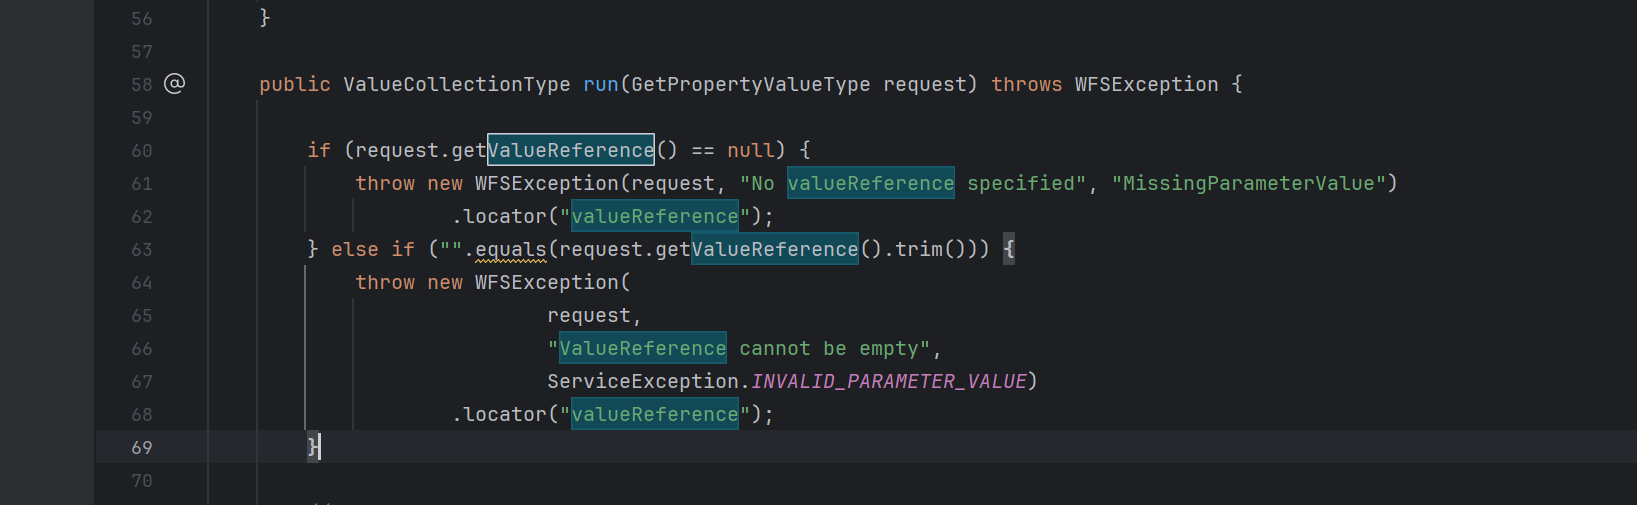 56 }
57
58 @ public ValueCollectionType run(GetPropertyValueType request) throws WFSException {
59
60 if (request.getValueReference() == null) {
61 throw new WFSException(request, "No valueReference specified", "MissingParameterValue")
62 .locator("valueReference");
63 } else if ("".equals(request.getValueReference().trim())) {
64 throw new WFSException(
65 request,
66 "ValueReference cannot be empty",
67 ServiceException.INVALID_PARAMETER_VALUE)
68 .locator("valueReference");
69 }
70